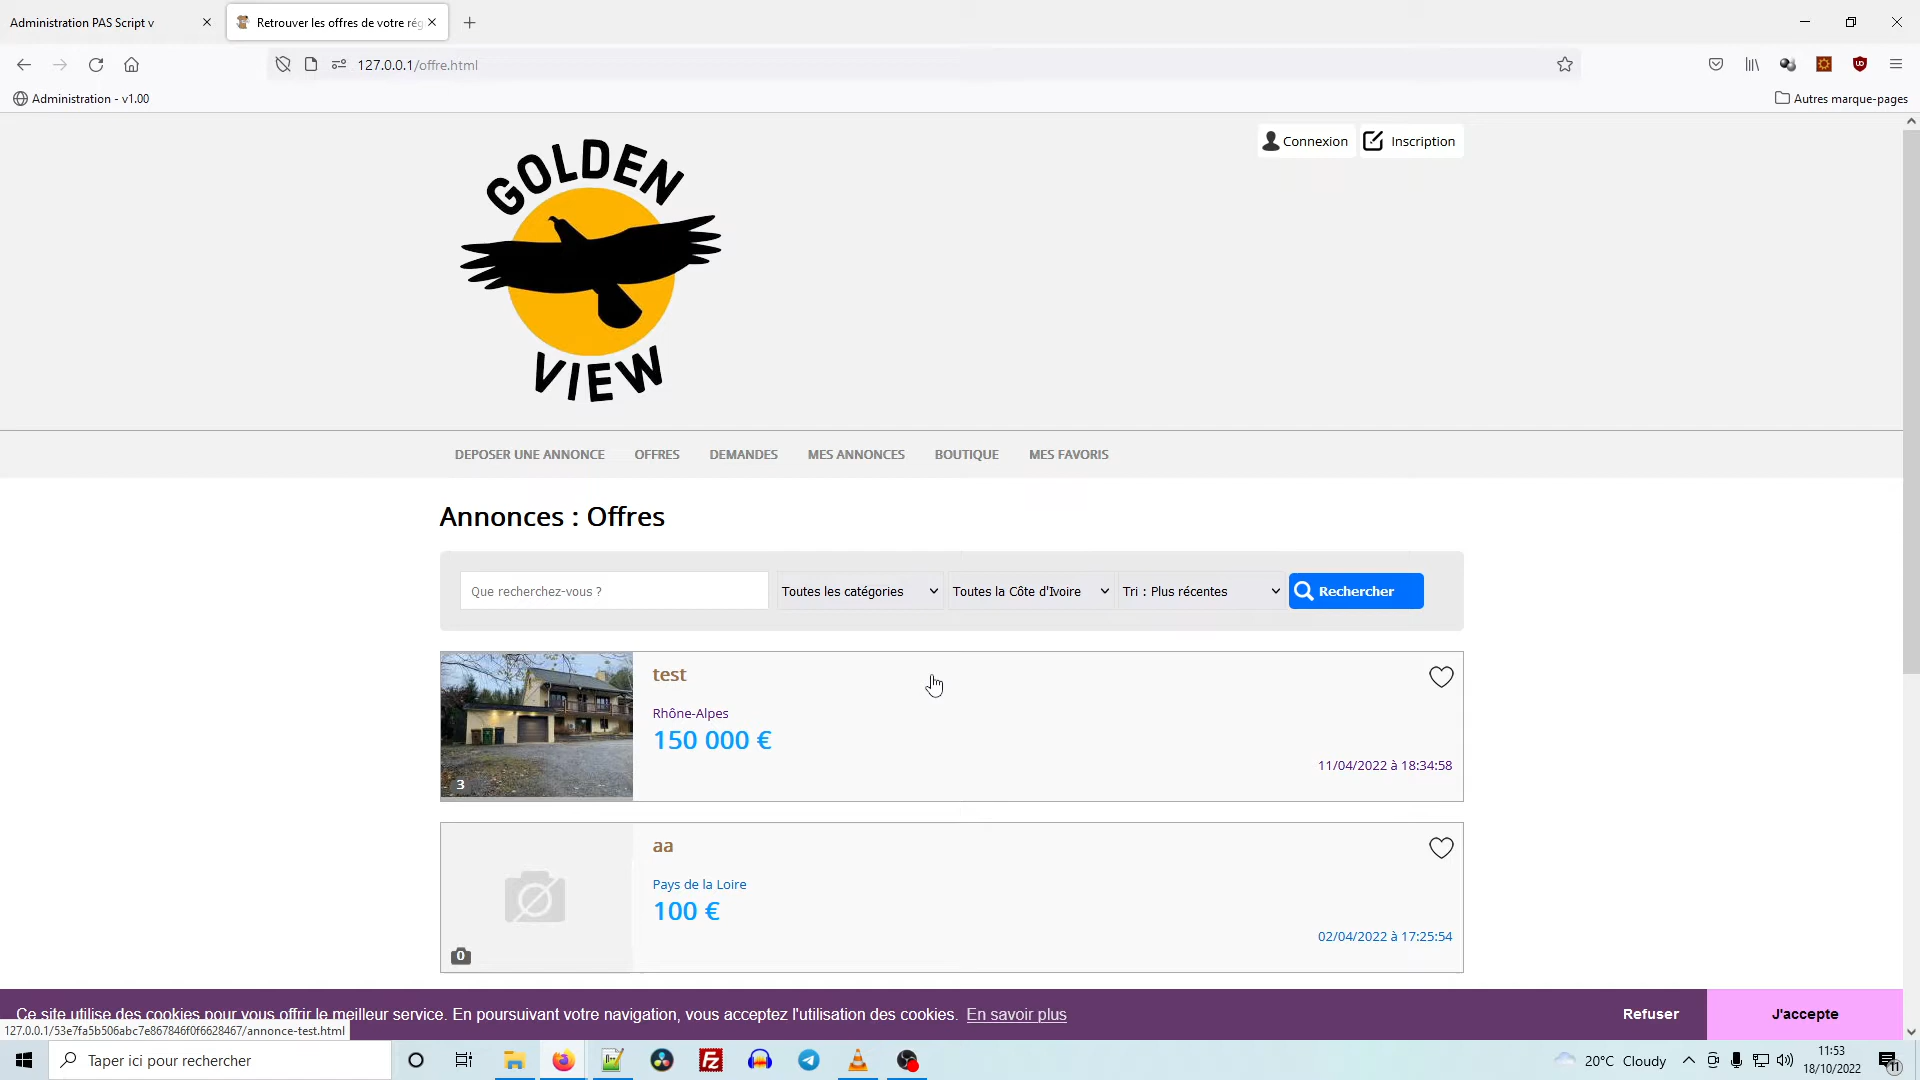 Administration PAS Script v
Retrouver les offres de votre rég
127.0.0.1/offre.html
Administration - v1.00
Autres marque-pages
GOLDEN
VIEW
Connexion
Inscription
DEPOSER UNE ANNONCE
OFFRES
DEMANDES
MES ANNONCES
BOUTIQUE
MES FAVORIS
Annonces : Offres
Que recherchez-vous ?
Toutes les catégories
Toutes la Côte d'Ivoire
Tri : Plus récentes
Rechercher
test
Rhône-Alpes
150 000 €
11/04/2022 à 18:34:58
3
aa
Pays de la Loire
100 €
02/04/2022 à 17:25:54
0
Ce site utilise des cookies pour vous offrir le meilleur service. En poursuivant votre navigation, vous acceptez l'utilisation des cookies. En savoir plus
Refuser
J'accepte
127.0.0.1/53e7fa5b506abc7e867846f0f6628467/annonce-test.html
Taper ici pour rechercher
20°C Cloudy
11:53
18/10/2022
11